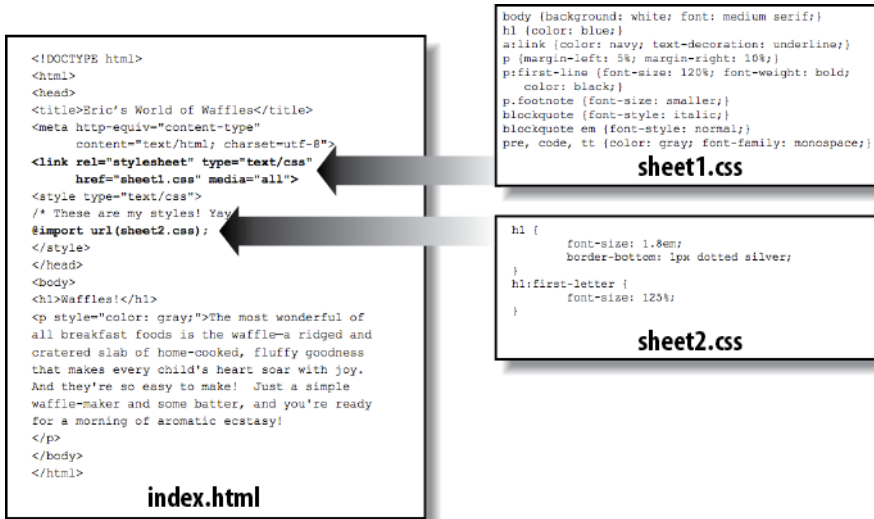 <!DOCTYPE html>
<html>
<head>
<title>Eric's World of Waffles</title>
<meta http-equiv="content-type"
content="text/html; charset=utf-8">
<link rel="stylesheet" type="text/css"
href="sheet1.css" media="all">
<style type="text/css">
/* These are my styles! Yay
@import url(sheet2.css);
</style>
</head>
<body>
<h1>Waffles!</h1>
<p style="color: gray;">The most wonderful of
all breakfast foods is the waffle—a ridged and
cratered slab of home-cooked, fluffy goodness
that makes every child's heart soar with joy.
And they're so easy to make! Just a simple
waffle-maker and some batter, and you're ready
for a morning of aromatic ecstasy!
</p>
</body>
</html>
index.html
body {background: white; font: medium serif;}
h1 {color: blue;}
a:link {color: navy; text-decoration: underline;}
p {margin-left: 5%; margin-right: 10%;}
p:first-line {font-size: 120%; font-weight: bold;
color: black;}
p.footnote {font-size: smaller;}
blockquote {font-style: italic;}
blockquote em {font-style: normal;}
pre, code, tt {color: gray; font-family: monospace;}
sheet1.css
h1 {
font-size: 1.8em;
border-bottom: 1px dotted silver;
}
h1:first-letter {
font-size: 125%;
}
sheet2.css